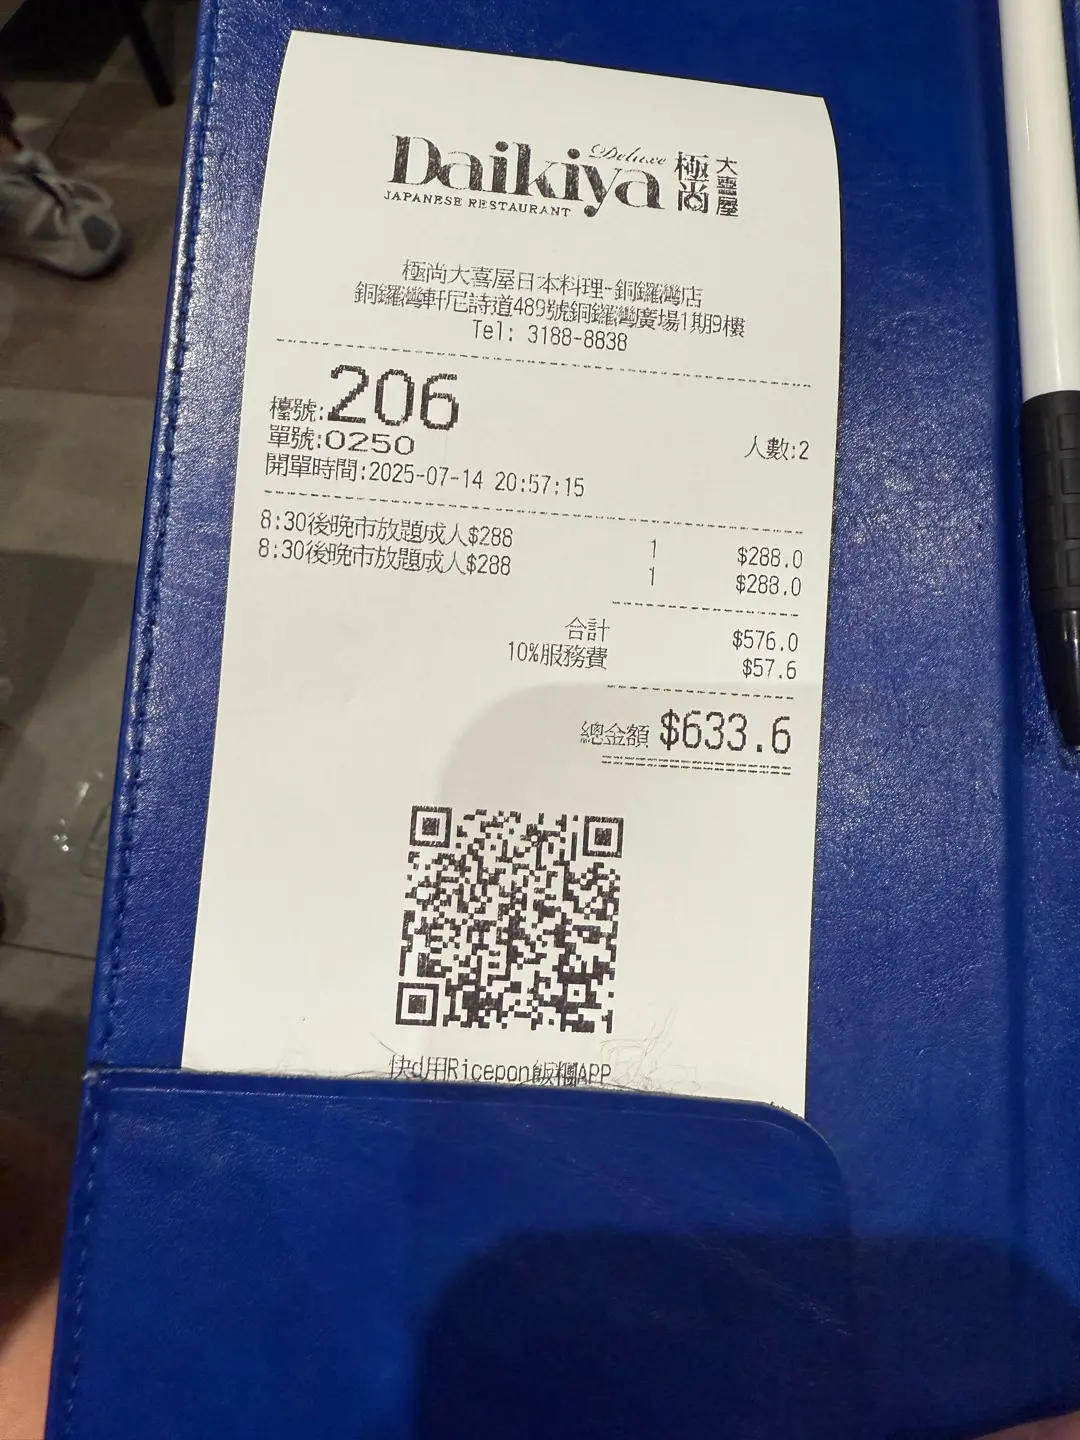 Daikiya Deluxe 極尚 大喜屋
JAPANESE RESTAURANT
極尚大喜屋日本料理-銅鑼灣店
銅鑼灣軒尼詩道489號銅鑼灣廣場1期9樓
Tel: 3188-8838
檯號:206
單號:0250 人數:2
開單時間:2025-07-14 20:57:15
8:30後晚市放題成人$288 1 $288.0
8:30後晚市放題成人$288 1 $288.0
合計 $576.0
10%服務費 $57.6
總金額 $633.6
快d用Ricepon飯糰APP